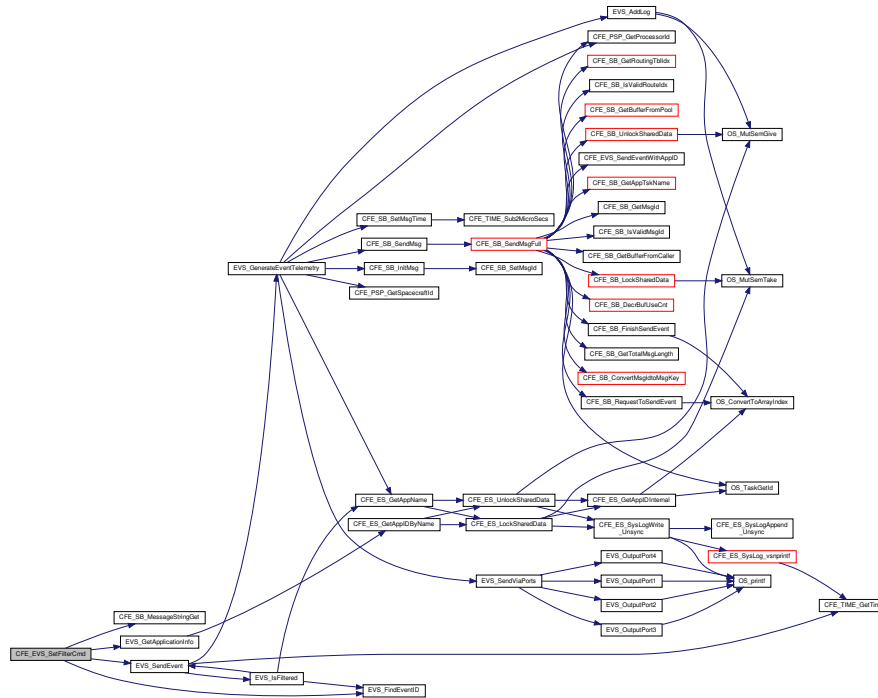 EVS_AddLog
CFE_PSP_GetProcessorId
CFE_SB_GetRoutingTblIdx
CFE_SB_IsValidRouteIdx
CFE_SB_GetBufferFromPool
CFE_SB_UnlockSharedData
OS_MutSemGive
CFE_EVS_SendEventWithAppID
CFE_SB_GetAppTskName
CFE_SB_GetMsgId
CFE_SB_SetMsgTime
CFE_TIME_Sub2MicroSecs
CFE_SB_IsValidMsgId
CFE_SB_SendMsg
CFE_SB_SendMsgFull
CFE_SB_GetBufferFromCaller
EVS_GenerateEventTelemetry
CFE_SB_InitMsg
CFE_SB_SetMsgId
CFE_SB_LockSharedData
OS_MutSemTake
CFE_PSP_GetSpacecraftId
CFE_SB_DecrBufUseCnt
CFE_SB_FinishSendEvent
CFE_SB_GetTotalMsgLength
CFE_SB_ConvertMsgIdtoMsgKey
CFE_SB_RequestToSendEvent
OS_ConvertToArrayIndex
OS_TaskGetId
CFE_ES_GetAppName
CFE_ES_UnlockSharedData
CFE_ES_GetAppIDInternal
CFE_ES_GetAppIDByName
CFE_ES_LockSharedData
CFE_ES_SysLogWrite
_Unsync
CFE_ES_SysLogAppend
_Unsync
CFE_ES_SysLog_vsnprintf
EVS_OutputPort4
EVS_SendViaPorts
EVS_OutputPort1
OS_printf
EVS_OutputPort2
EVS_OutputPort3
CFE_TIME_GetTim
CFE_SB_MessageStringGet
EVS_GetApplicationInfo
CFE_EVS_SetFilterCmd
EVS_SendEvent
EVS_IsFiltered
EVS_FindEventID